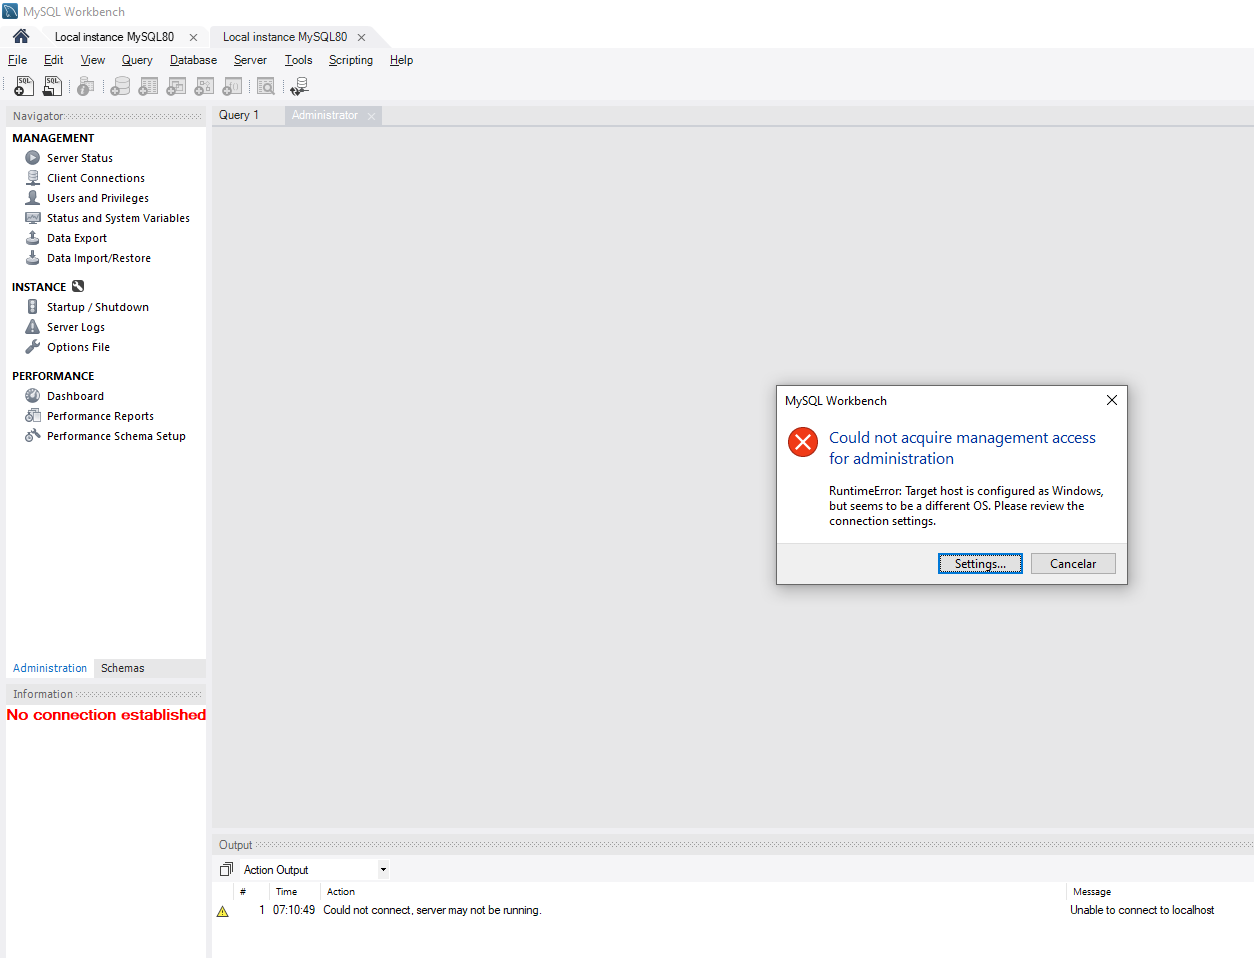 MySQL Workbench
Local instance MySQL80
Local instance MySQL80
File Edit View Query Database Server Tools Scripting Help
SQL SQL
Navigator
Query 1
Administrator
MANAGEMENT
Server Status
Client Connections
Users and Privileges
Status and System Variables
Data Export
Data Import/Restore
INSTANCE
Startup / Shutdown
Server Logs
Options File
PERFORMANCE
Dashboard
Performance Reports
Performance Schema Setup
MySQL Workbench
Could not acquire management access
for administration
RuntimeError: Target host is configured as Windows,
but seems to be a different OS. Please review the
connection settings.
Settings...
Cancelar
Administration
Schemas
Information
No connection established
Output
Action Output
# Time Action Message
1 07:10:49 Could not connect, server may not be running. Unable to connect to localhost